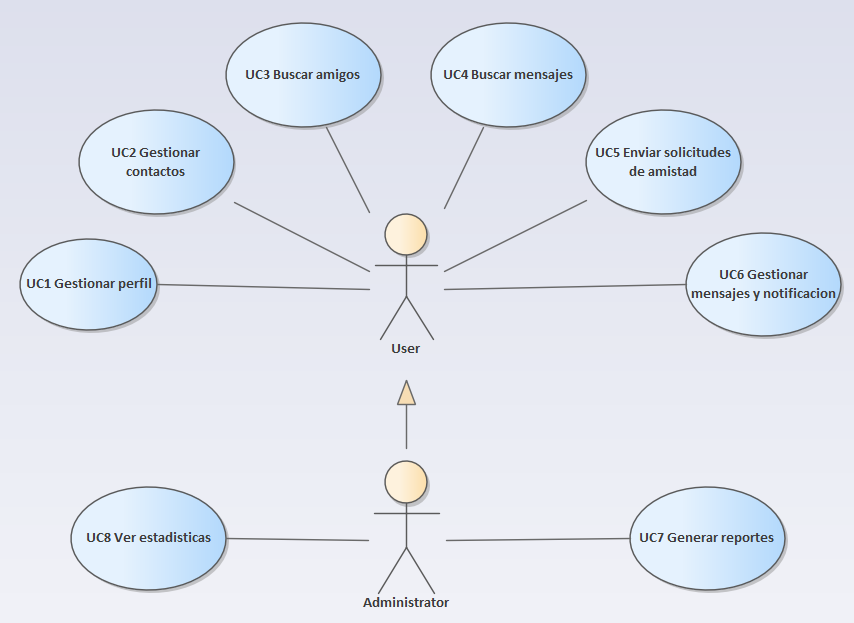 UC3 Buscar amigos
UC4 Buscar mensajes
UC2 Gestionar
contactos
UC5 Enviar solicitudes
de amistad
UC1 Gestionar perfil
UC6 Gestionar
mensajes y notificacion
User
UC8 Ver estadisticas
UC7 Generar reportes
Administrator